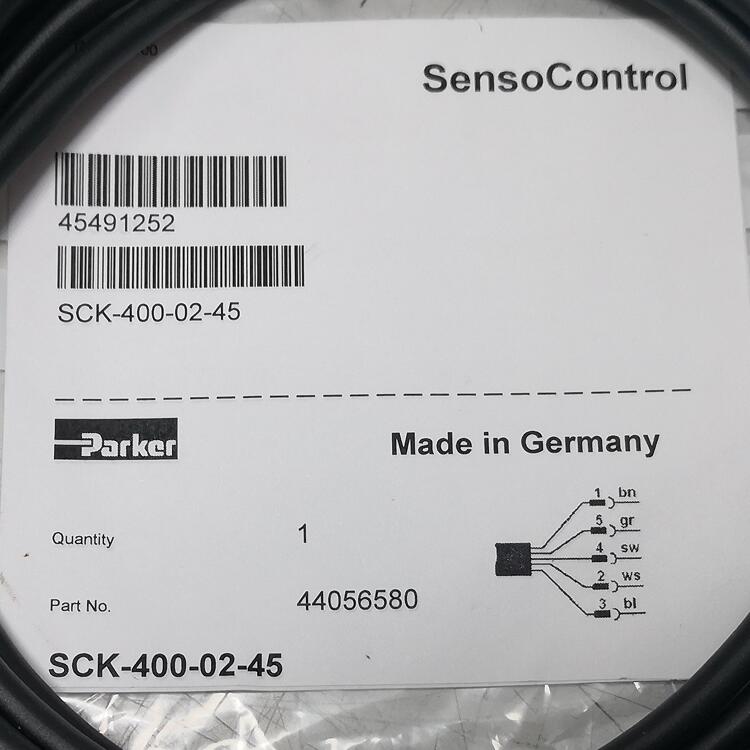 SensoControl
45491252
SCK-400-02-45
Parker
Made in Germany
1 bn
5 gr
4 sw
2 ws
3 bl
Quantity 1
Part No. 44056580
SCK-400-02-45